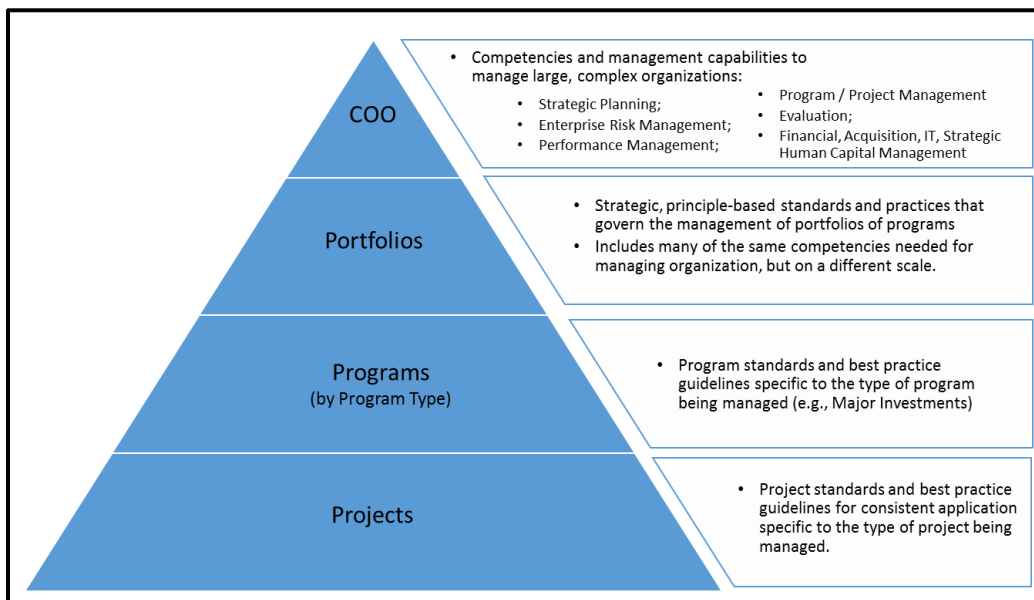 COO
• Competencies and management capabilities to
manage large, complex organizations:
• Strategic Planning;
• Enterprise Risk Management;
• Performance Management;
• Program / Project Management
• Evaluation;
• Financial, Acquisition, IT, Strategic
Human Capital Management
Portfolios
• Strategic, principle-based standards and practices that
govern the management of portfolios of programs
• Includes many of the same competencies needed for
managing organization, but on a different scale.
Programs
(by Program Type)
• Program standards and best practice
guidelines specific to the type of program
being managed (e.g., Major Investments)
Projects
• Project standards and best practice
guidelines for consistent application
specific to the type of project being
managed.